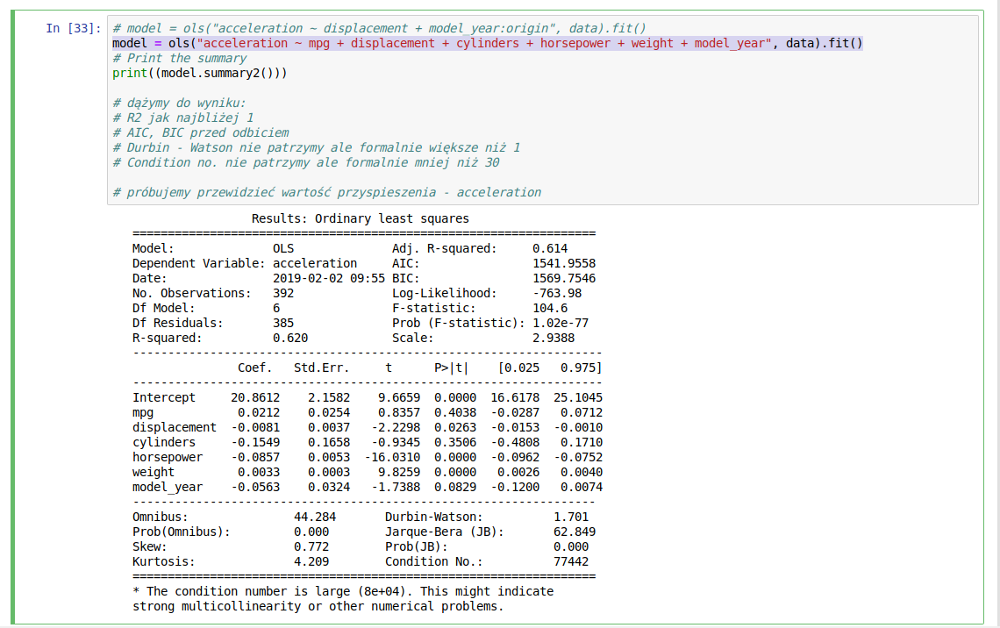 In [33]: # model = ols("acceleration ~ displacement + model_year:origin", data).fit()
model = ols("acceleration ~ mpg + displacement + cylinders + horsepower + weight + model_year", data).fit()
# Print the summary
print((model.summary2()))

# dążymy do wyniku:
# R2 jak najbliżej 1
# AIC, BIC przed odbiciem
# Durbin - Watson nie patrzymy ale formalnie większe niż 1
# Condition no. nie patrzymy ale formalnie mniej niż 30

# próbujemy przewidzieć wartość przyspieszenia - acceleration
                 Results: Ordinary least squares
==================================================================
Model:              OLS              Adj. R-squared:     0.614
Dependent Variable: acceleration     AIC:                1541.9558
Date:               2019-02-02 09:55 BIC:                1569.7546
No. Observations:   392              Log-Likelihood:     -763.98
Df Model:           6                F-statistic:        104.6
Df Residuals:       385              Prob (F-statistic): 1.02e-77
R-squared:          0.620            Scale:              2.9388
-------------------------------------------------------------------
               Coef.   Std.Err.     t      P>|t|    [0.025   0.975]
-------------------------------------------------------------------
Intercept     20.8612    2.1582   9.6659  0.0000  16.6178  25.1045
mpg            0.0212    0.0254   0.8357  0.4038  -0.0287   0.0712
displacement  -0.0081    0.0037  -2.2298  0.0263  -0.0153  -0.0010
cylinders     -0.1549    0.1658  -0.9345  0.3506  -0.4808   0.1710
horsepower    -0.0857    0.0053 -16.0310  0.0000  -0.0962  -0.0752
weight         0.0033    0.0003   9.8259  0.0000   0.0026   0.0040
model_year    -0.0563    0.0324  -1.7388  0.0829  -0.1200   0.0074
------------------------------------------------------------------
Omnibus:               44.284       Durbin-Watson:          1.701
Prob(Omnibus):         0.000        Jarque-Bera (JB):       62.849
Skew:                  0.772        Prob(JB):               0.000
Kurtosis:              4.209        Condition No.:          77442
==================================================================
* The condition number is large (8e+04). This might indicate
strong multicollinearity or other numerical problems.